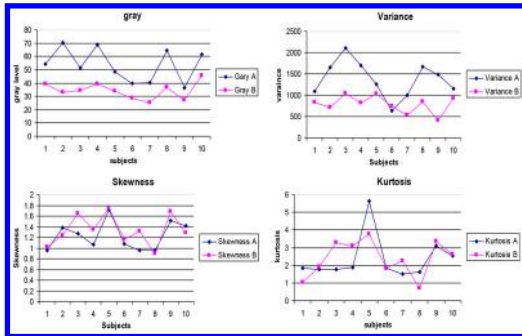 gray
80
70
60
50
40
30
20
10
0
gray level
1 2 3 4 5 6 7 8 9 10
subjects
Gary A
Gray B
Variance
2500
2000
1500
1000
500
0
varaince
1 2 3 4 5 6 7 8 9 10
Subjects
Variance A
Variance B
Skewness
2
1.8
1.6
1.4
1.2
1
0.8
0.6
0.4
0.2
0
Skewness
1 2 3 4 5 6 7 8 9 10
Subjects
Skewness A
Skewness B
Kurtosis
6
5
4
3
2
1
0
kurtosis
1 2 3 4 5 6 7 8 9 10
subjects
Kurtosis A
Kurtosis B